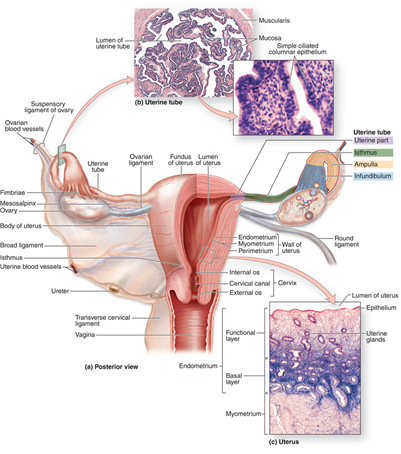 Muscularis
Lumen of
uterine tube
Mucosa
Simple ciliated
columnar epithelium
(b) Uterine tube
Suspensory
ligament of ovary
Ovarian
blood vessels
Uterine
tube
Ovarian
ligament
Fundus
of uterus
Lumen
of uterus
Uterine tube
Uterine part
Isthmus
Ampulla
Infundibulum
Fimbriae
Mesosalpinx
Ovary
Body of uterus
Broad ligament
Isthmus
Uterine blood vessels
Ureter
Transverse cervical
ligament
Vagina
Endometrium
Myometrium
Perimetrium
Wall of
uterus
Round
ligament
Internal os
Cervical canal
External os
Cervix
(a) Posterior view
Lumen of uterus
Epithelium
Uterine
glands
Functional
layer
Endometrium
Basal
layer
Myometrium
(c) Uterus